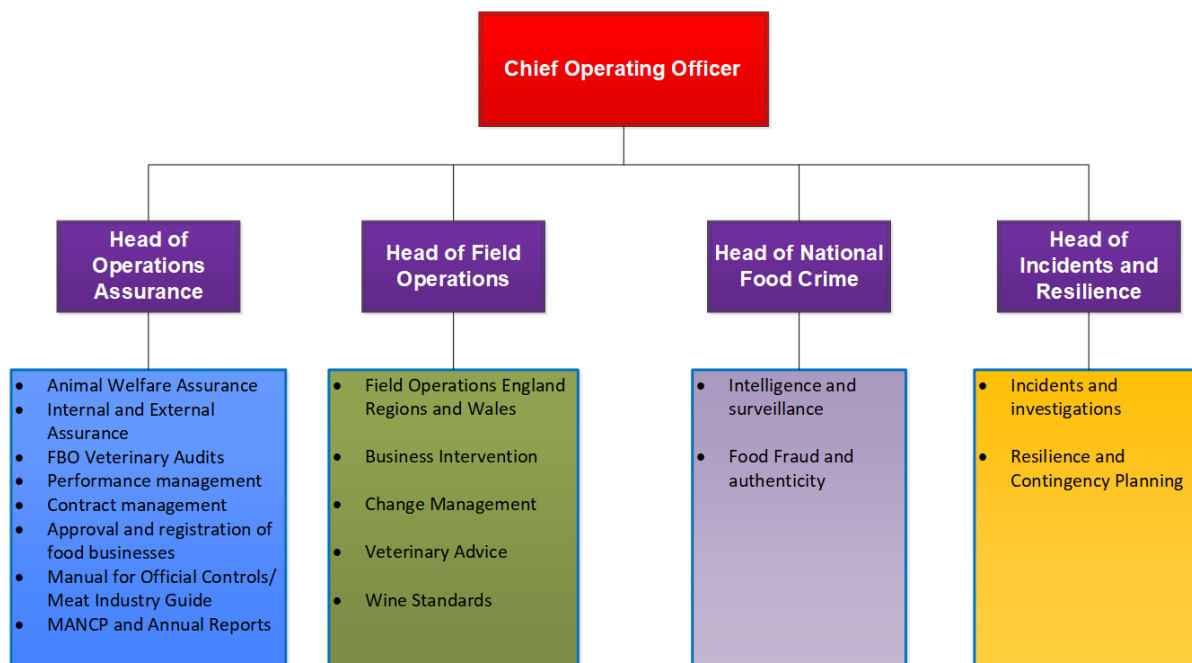 Chief Operating Officer
Head of
Operations
Assurance
Head of Field
Operations
Head of National
Food Crime
Head of
Incidents and
Resilience
• Animal Welfare Assurance
• Internal and External
Assurance
• FBO Veterinary Audits
• Performance management
• Contract management
• Approval and registration of
food businesses
• Manual for Official Controls/
Meat Industry Guide
• MANCP and Annual Reports
• Field Operations England
Regions and Wales
• Business Intervention
• Change Management
• Veterinary Advice
• Wine Standards
• Intelligence and
surveillance
• Food Fraud and
authenticity
• Incidents and
investigations
• Resilience and
Contingency Planning